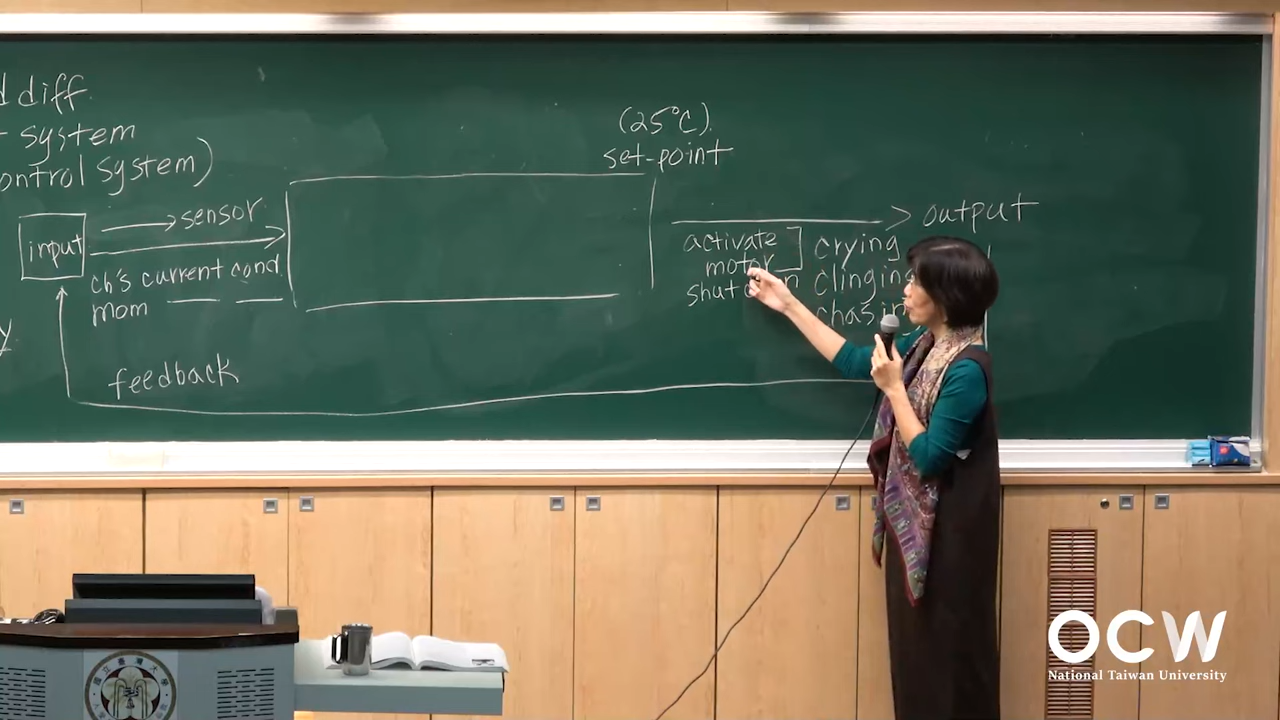 d diff.
system
ontrol system)
input
sensor
ch's current cond
mom
feedback
(25°C).
set-point
output
activate
motor
crying
clinging
chasin
OCW
National Taiwan University